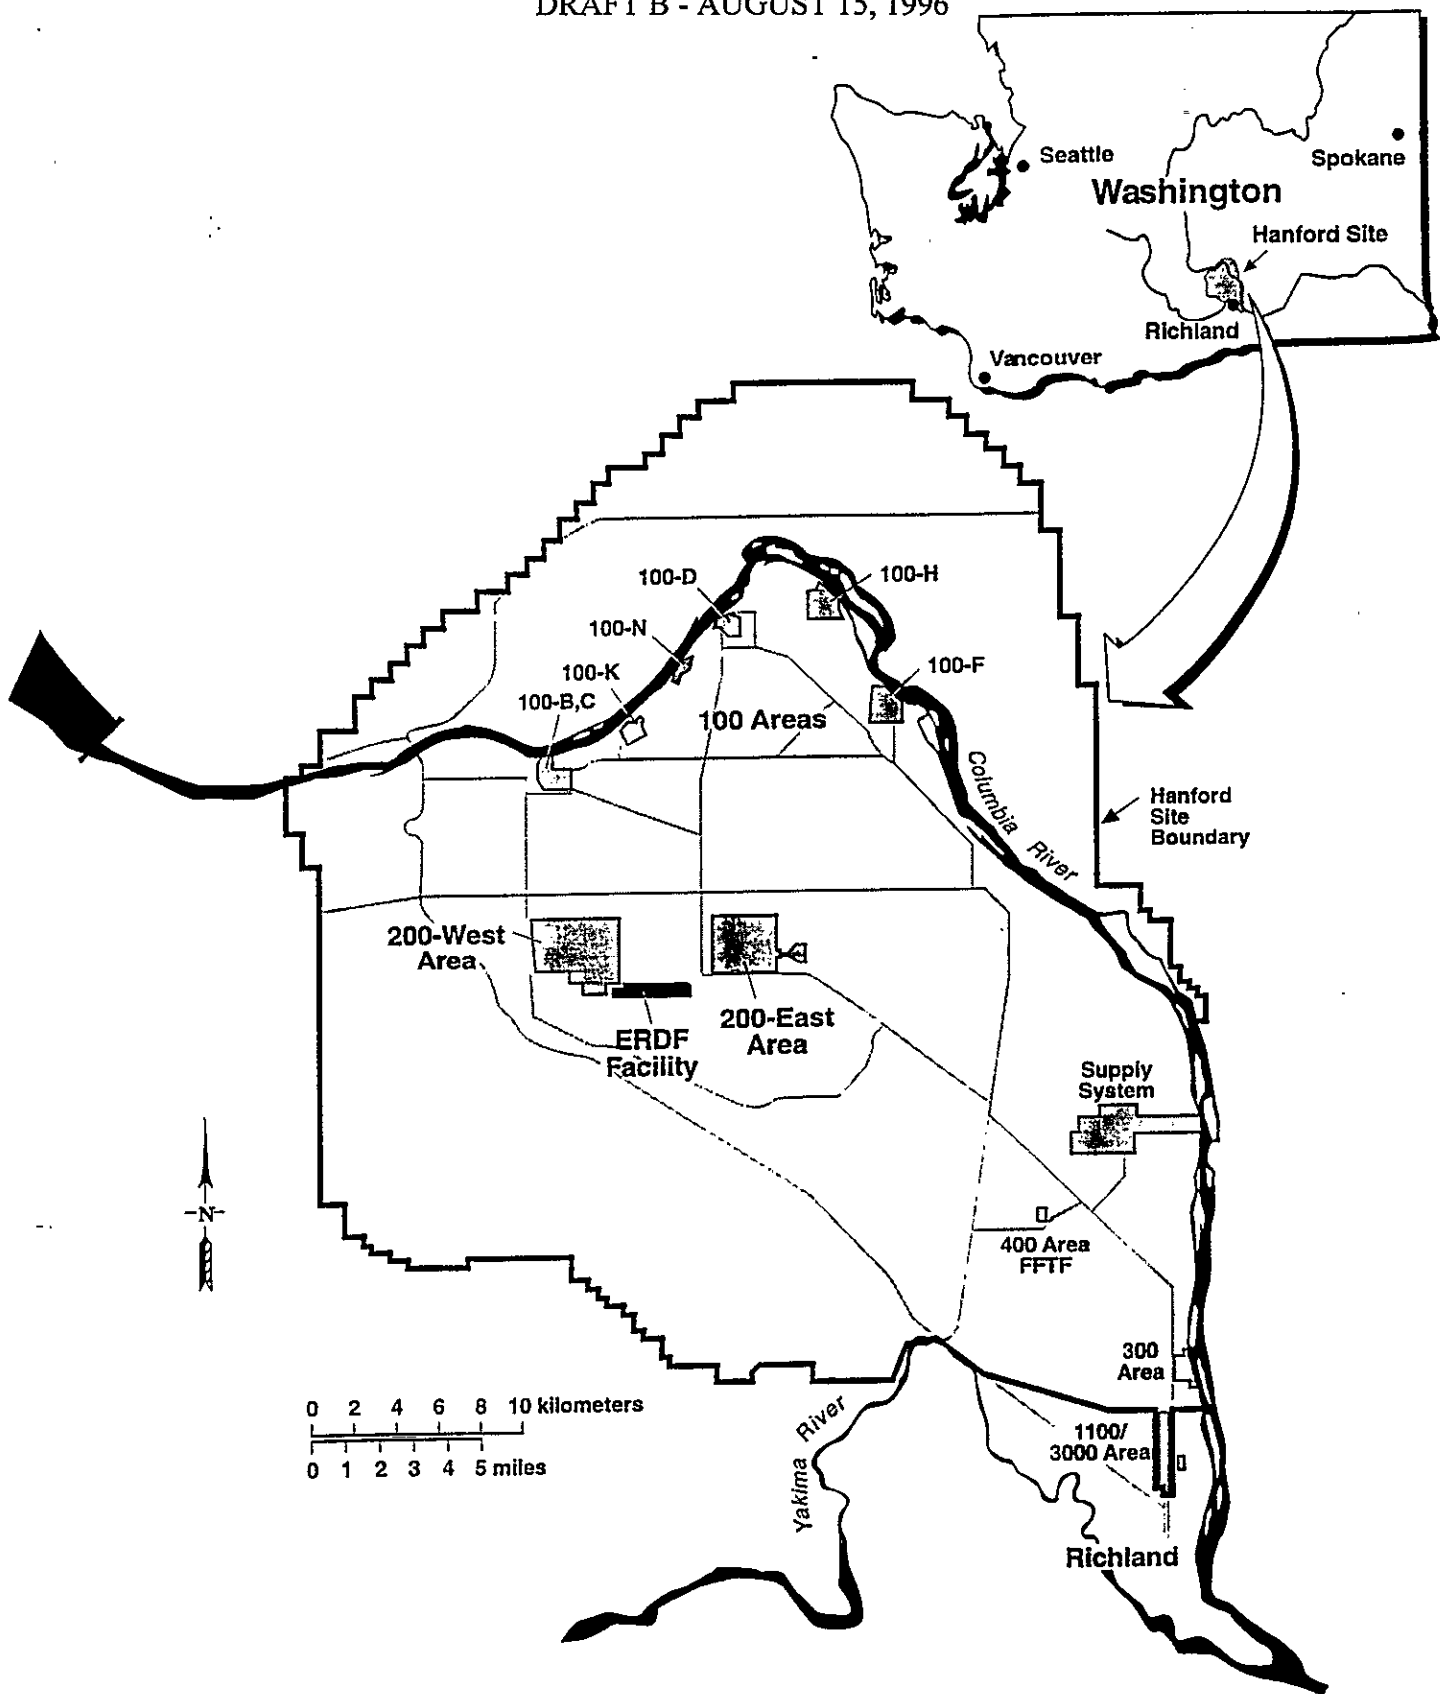 DRAFT B - AUGUST 15, 1996
Seattle
Spokane
Washington
Hanford Site
Richland
Vancouver
100-D
100-H
100-N
100-K
100-F
100-B,C
100 Areas
Columbia River
Hanford
Site
Boundary
200-West
Area
200-East
Area
ERDF
Facility
Supply
System
-N-
400 Area
FFTF
300
Area
0 2 4 6 8 10 kilometers
0 1 2 3 4 5 miles
Yakima River
1100/
3000 Area
Richland